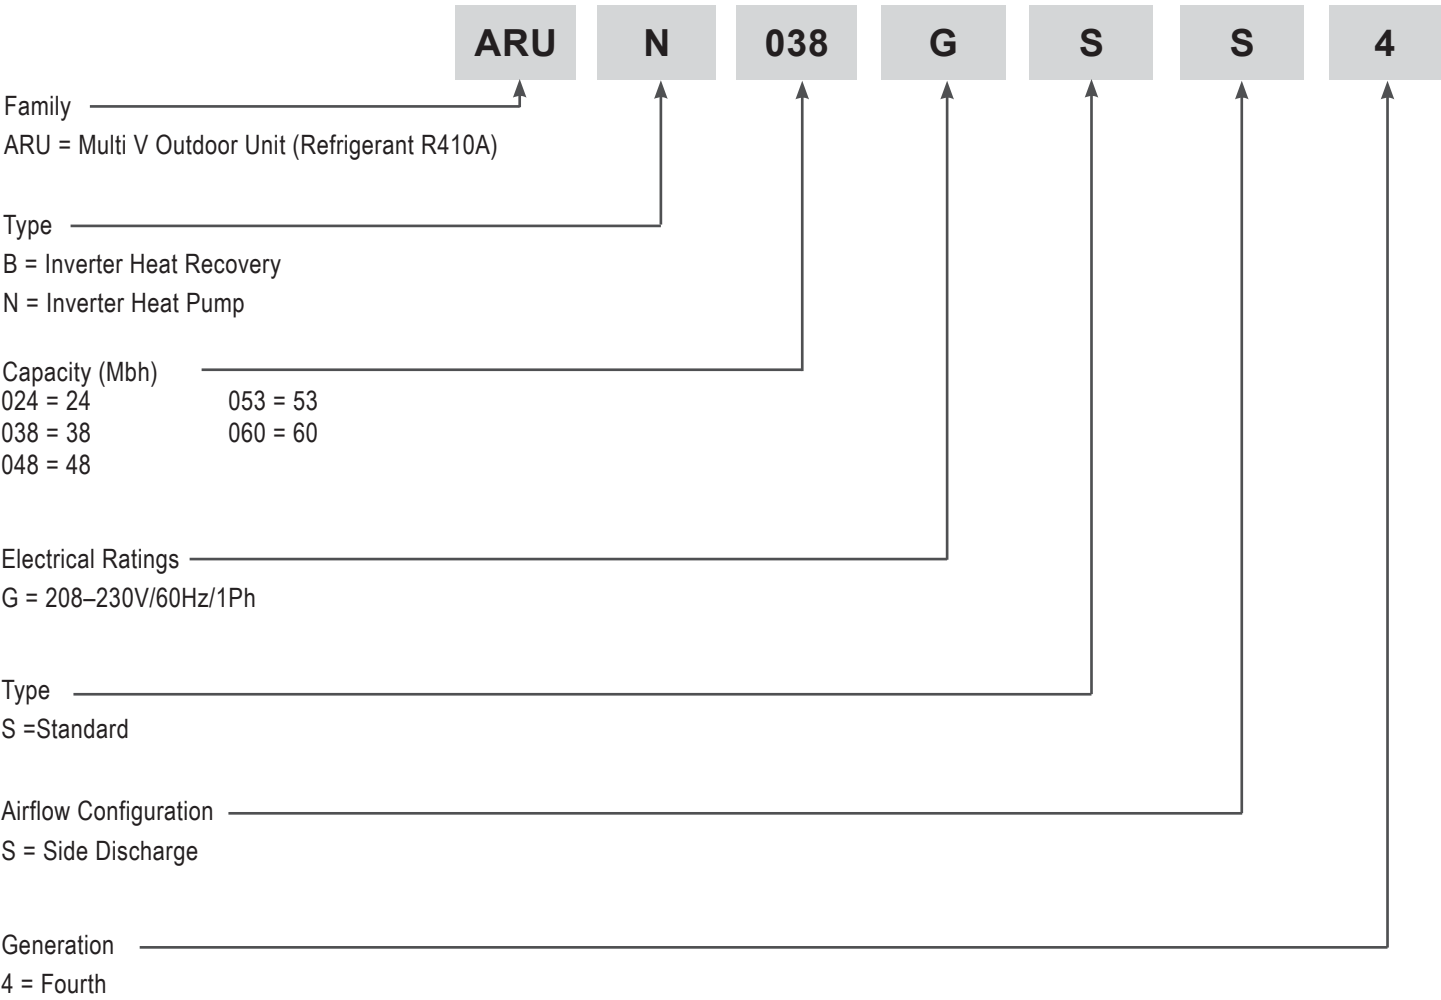 ARU N 038 G S S 4
Family
ARU = Multi V Outdoor Unit (Refrigerant R410A)
Type
B = Inverter Heat Recovery
N = Inverter Heat Pump
Capacity (Mbh)
024 = 24 053 = 53
038 = 38 060 = 60
048 = 48
Electrical Ratings
G = 208–230V/60Hz/1Ph
Type
S =Standard
Airflow Configuration
S = Side Discharge
Generation
4 = Fourth